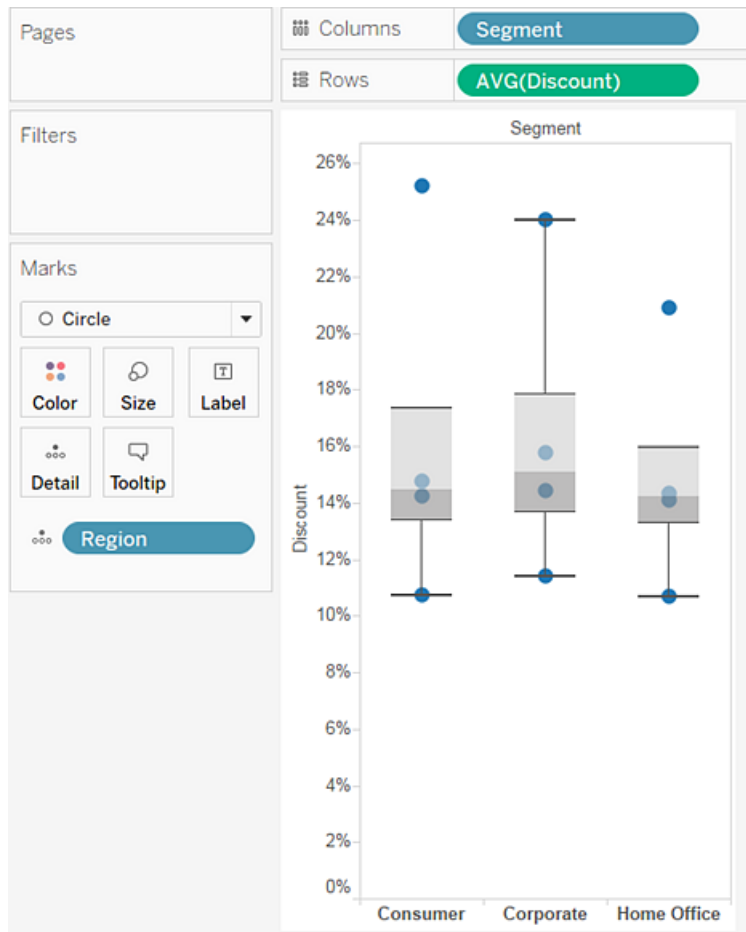 Pages
Columns Segment
Rows AVG(Discount)
Filters
Marks
Circle
Color Size Label
T
Detail Tooltip
Region
Segment
Discount
26%
24%
22%
20%
18%
16%
14%
12%
10%
8%
6%
4%
2%
0%
Consumer Corporate Home Office